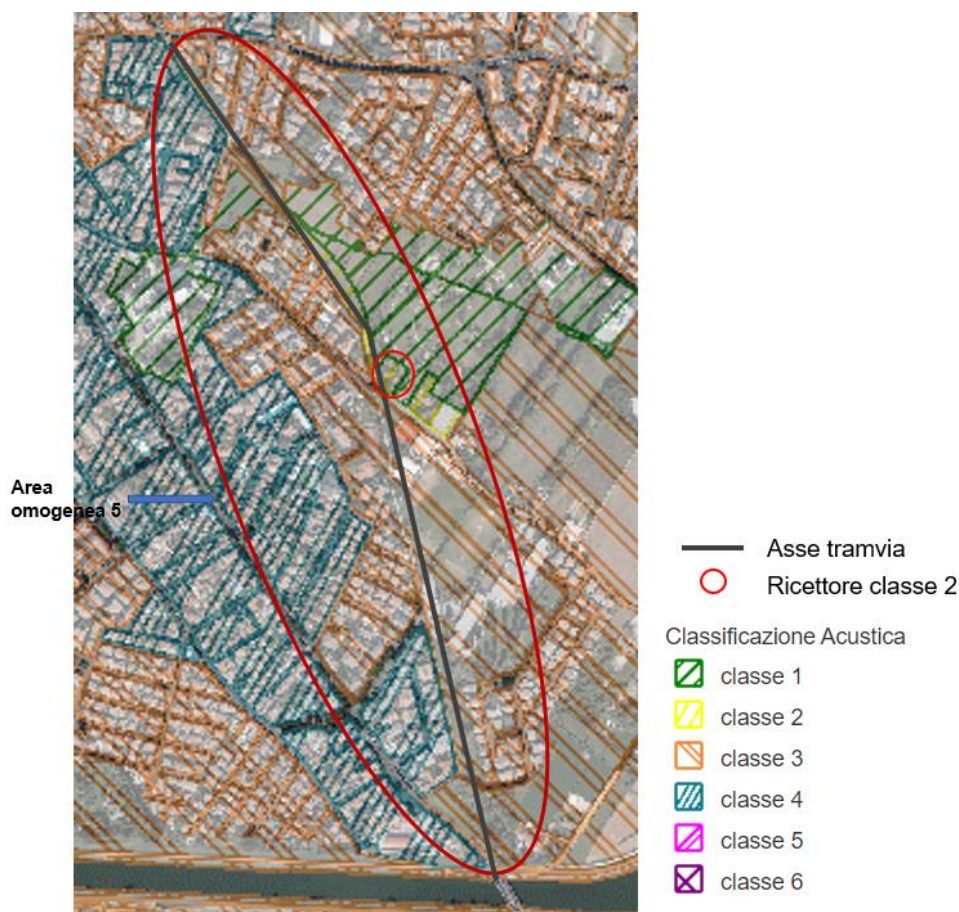 Area
omogenea 5
Asse tramvia
Ricettore classe 2
Classificazione Acustica
classe 1
classe 2
classe 3
classe 4
classe 5
classe 6